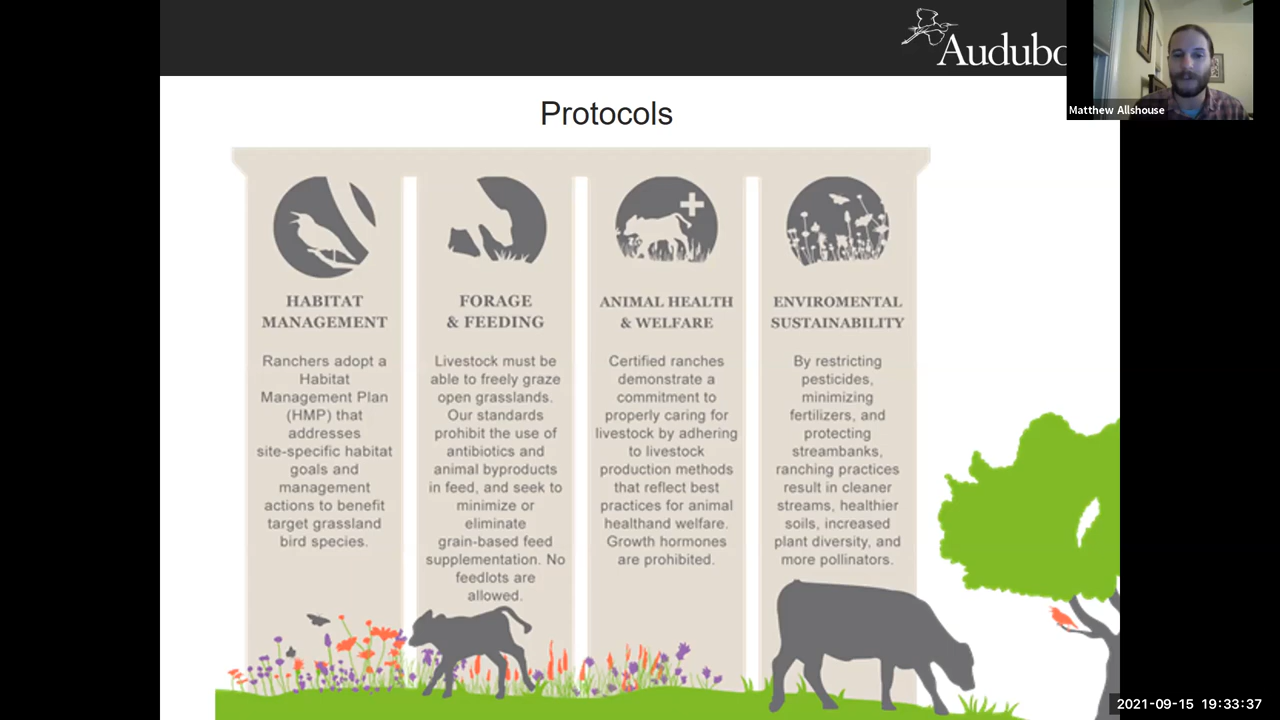 Audubo
Matthew Allshouse
Protocols
HABITAT
MANAGEMENT
Ranchers adopt a
Habitat
Management Plan
(HMP) that
addresses
site-specific habitat
goals and
management
actions to benefit
target grassland
bird species.
FORAGE
& FEEDING
Livestock must be
able to freely graze
open grasslands.
Our standards
prohibit the use of
antibiotics and
animal byproducts
in feed, and seek to
minimize or
eliminate
grain-based feed
supplementation. No
feedlots are
allowed.
ANIMAL HEALTH
& WELFARE
Certified ranches
demonstrate a
commitment to
properly caring for
livestock by adhering
to livestock
production methods
that reflect best
practices for animal
healthand welfare.
Growth hormones
are prohibited.
ENVIROMENTAL
SUSTAINABILITY
By restricting
pesticides,
minimizing
fertilizers, and
protecting
streambanks,
ranching practices
result in cleaner
streams, healthier
soils, increased
plant diversity, and
more pollinators.
2021-09-15 19:33:37